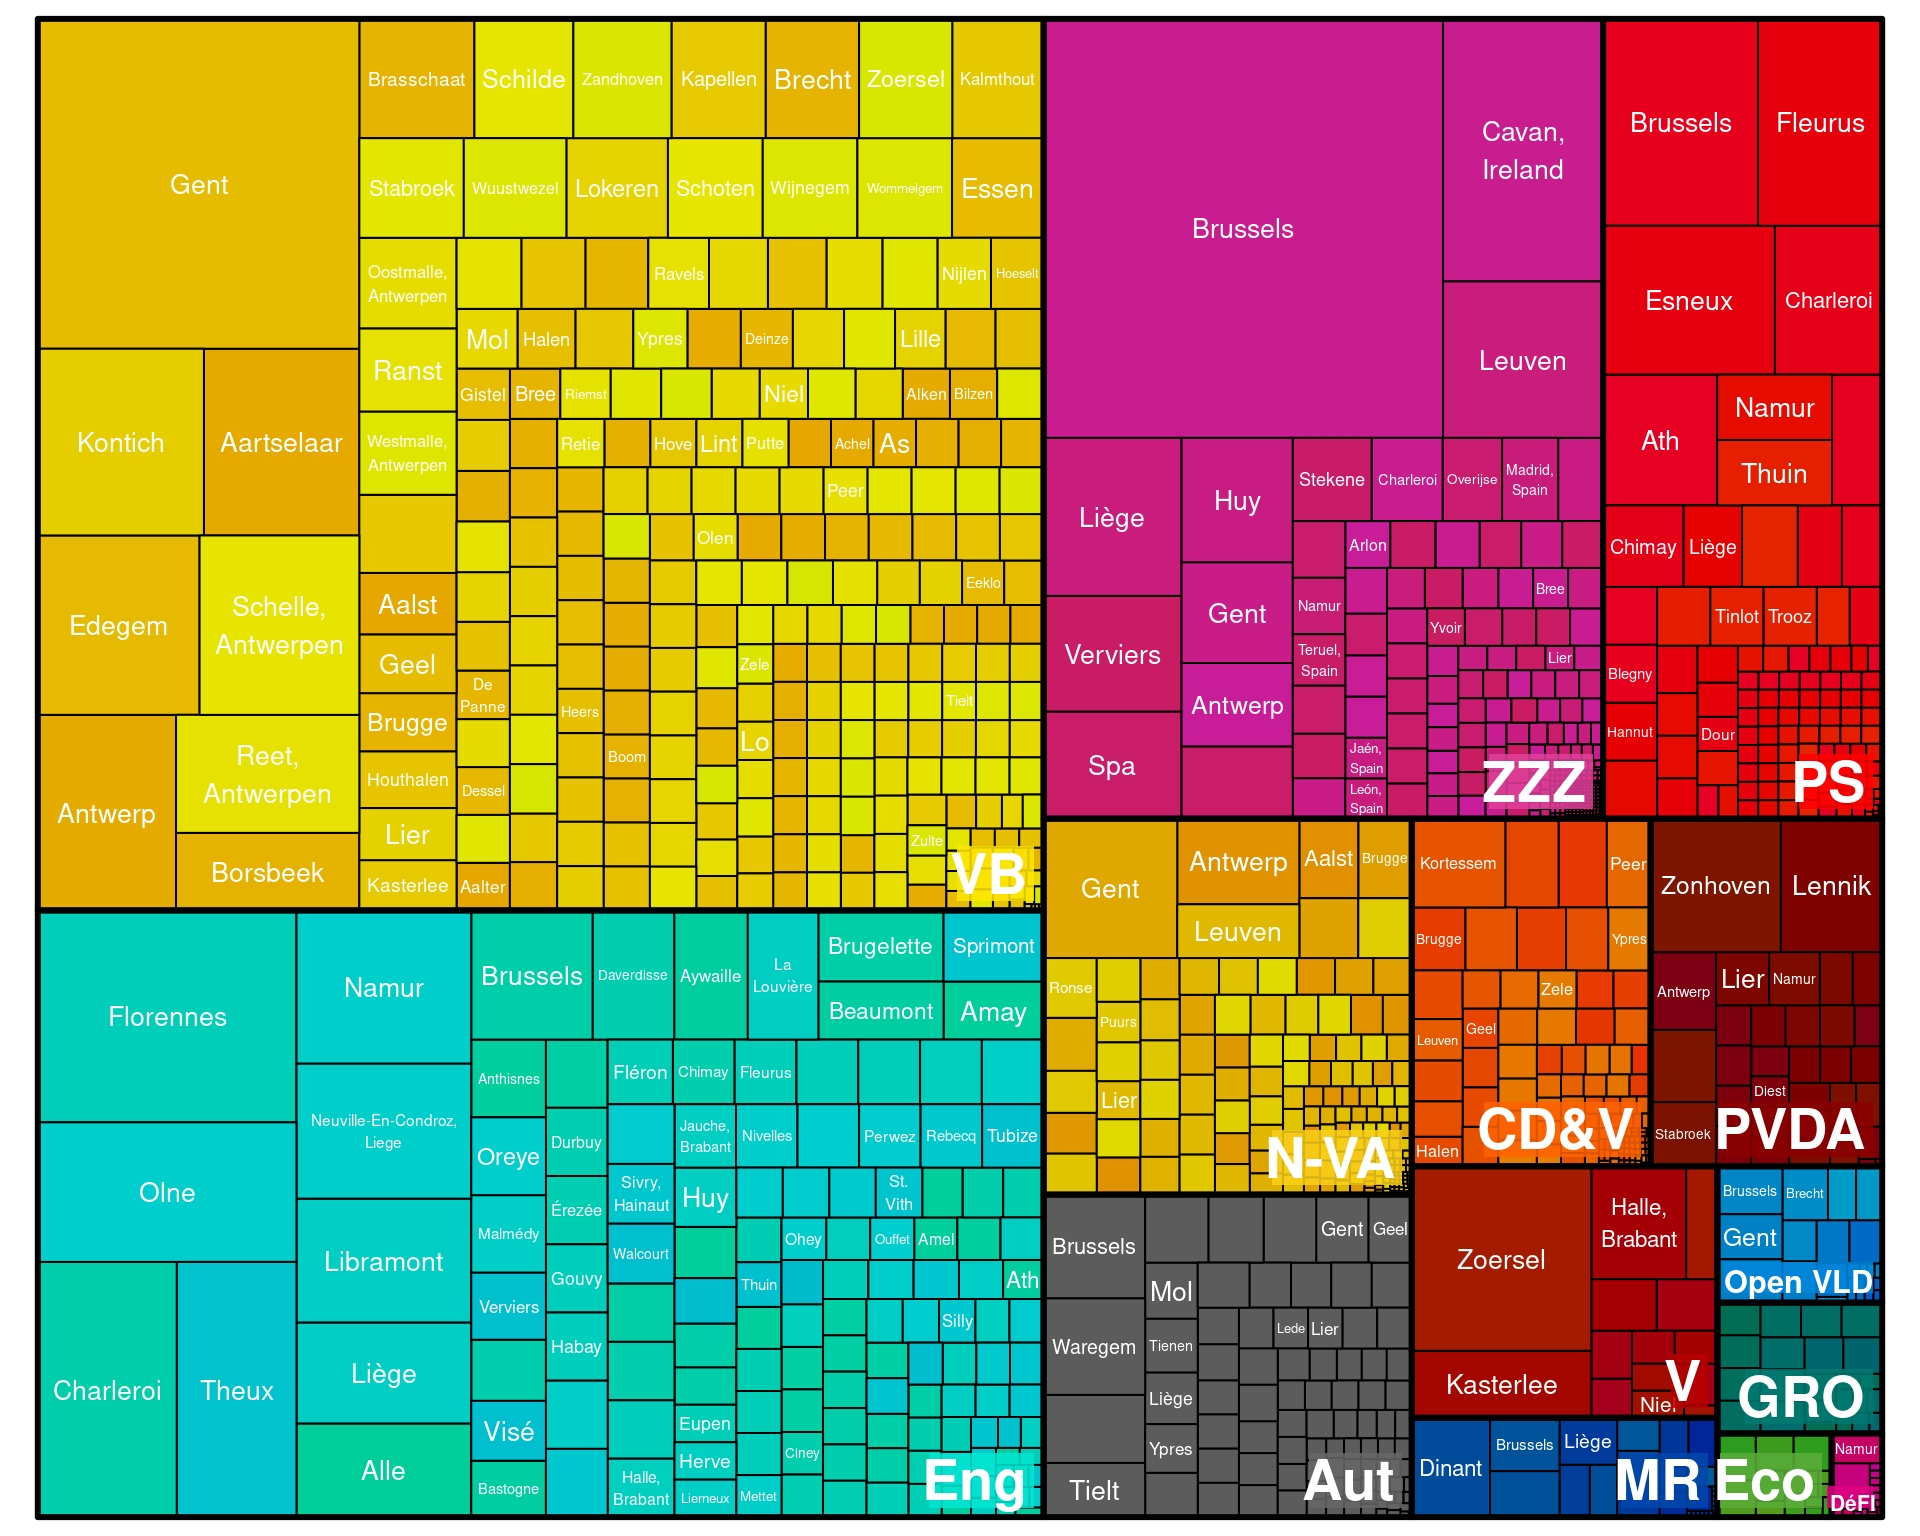 Gent
Kontich
Aartselaar
Edegem
Schelle,
Antwerpen
Antwerp
Reet,
Antwerpen
Borsbeek
Brasschaat
Schilde
Zandhoven
Kapellen
Brecht
Zoersel
Kalmthout
Stabroek
Wuustwezel
Lokeren
Schoten
Wijnegem
Wommelgem
Essen
Oostmalle,
Antwerpen
Ranst
Westmalle,
Antwerpen
Aalst
Geel
Brugge
Houthalen
Lier
Kasterlee
Ravels
Nijlen
Hoeselt
Mol
Halen
Ypres
Deinze
Lille
Gistel
Bree
Riemst
Niel
Alken
Bilzen
Retie
Hove
Lint
Putte
Achel
As
Peer
Olen
Eeklo
Zele
De
Panne
Heers
Tielt
Lo
Boom
Dessel
Zulte
Aalter
VB
Brussels
Cavan,
Ireland
Leuven
Liège
Huy
Stekene
Charleroi
Overijse
Madrid,
Spain
Arlon
Gent
Namur
Bree
Yvoir
Verviers
Teruel,
Spain
Lier
Antwerp
Spa
Jaén,
Spain
León,
Spain
ZZZ
Brussels
Fleurus
Esneux
Charleroi
Ath
Namur
Thuin
Chimay
Liège
Tinlot
Trooz
Blegny
Hannut
Dour
PS
Florennes
Olne
Charleroi
Theux
Namur
Neuville-En-Condroz,
Liege
Libramont
Liège
Alle
Brussels
Daverdisse
Aywaille
La
Louvière
Brugelette
Sprimont
Beaumont
Amay
Anthisnes
Oreye
Malmédy
Verviers
Visé
Bastogne
Durbuy
Érezée
Gouvy
Habay
Fléron
Chimay
Fleurus
Jauche,
Brabant
Nivelles
Perwez
Rebecq
Tubize
Sivry,
Hainaut
Huy
St.
Vith
Walcourt
Ohey
Ouffet
Amel
Thuin
Ath
Silly
Eupen
Herve
Ciney
Halle,
Brabant
Lierneux
Mettet
Eng
Gent
Antwerp
Aalst
Brugge
Leuven
Ronse
Puurs
Lier
N-VA
Kortessem
Peer
Brugge
Ypres
Zele
Leuven
Geel
Halen
CD&V
Zonhoven
Lennik
Antwerp
Lier
Namur
Diest
Stabroek
PVDA
Brussels
Gent
Geel
Waregem
Mol
Tienen
Lede
Lier
Liège
Ypres
Tielt
Aut
Zoersel
Halle,
Brabant
Kasterlee
Niel
V
Brussels
Brecht
Gent
Open VLD
GRO
Dinant
Brussels
Liège
MR
Eco
Namur
DéFI